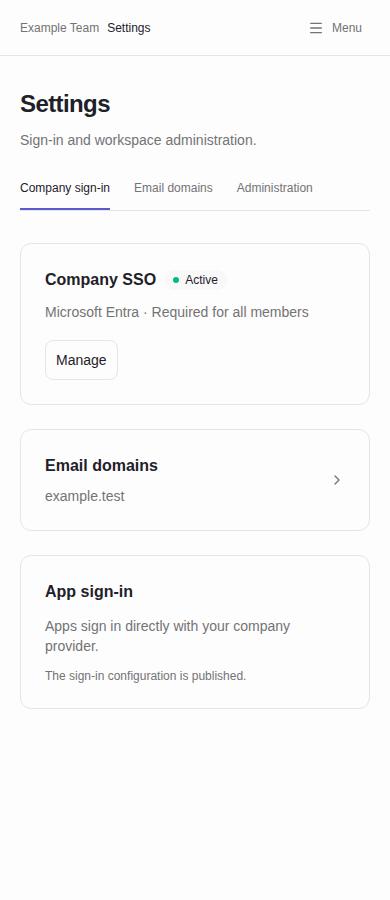 Example Team Settings Menu
Settings
Sign-in and workspace administration.
Company sign-in Email domains Administration
Company SSO Active
Microsoft Entra · Required for all members
Manage
Email domains
example.test
App sign-in
Apps sign in directly with your company
provider.
The sign-in configuration is published.